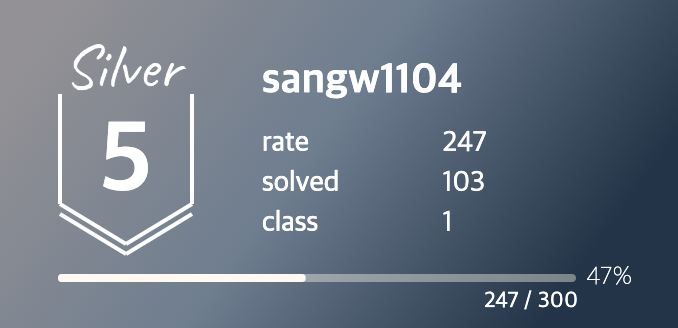 Silver
5
sangw1104
rate 247
solved 103
class 1
47%
247 / 300